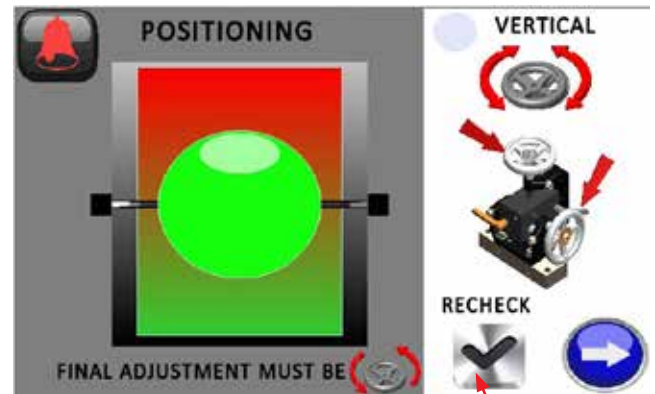 POSITIONING
VERTICAL
RECHECK
FINAL ADJUSTMENT MUST BE